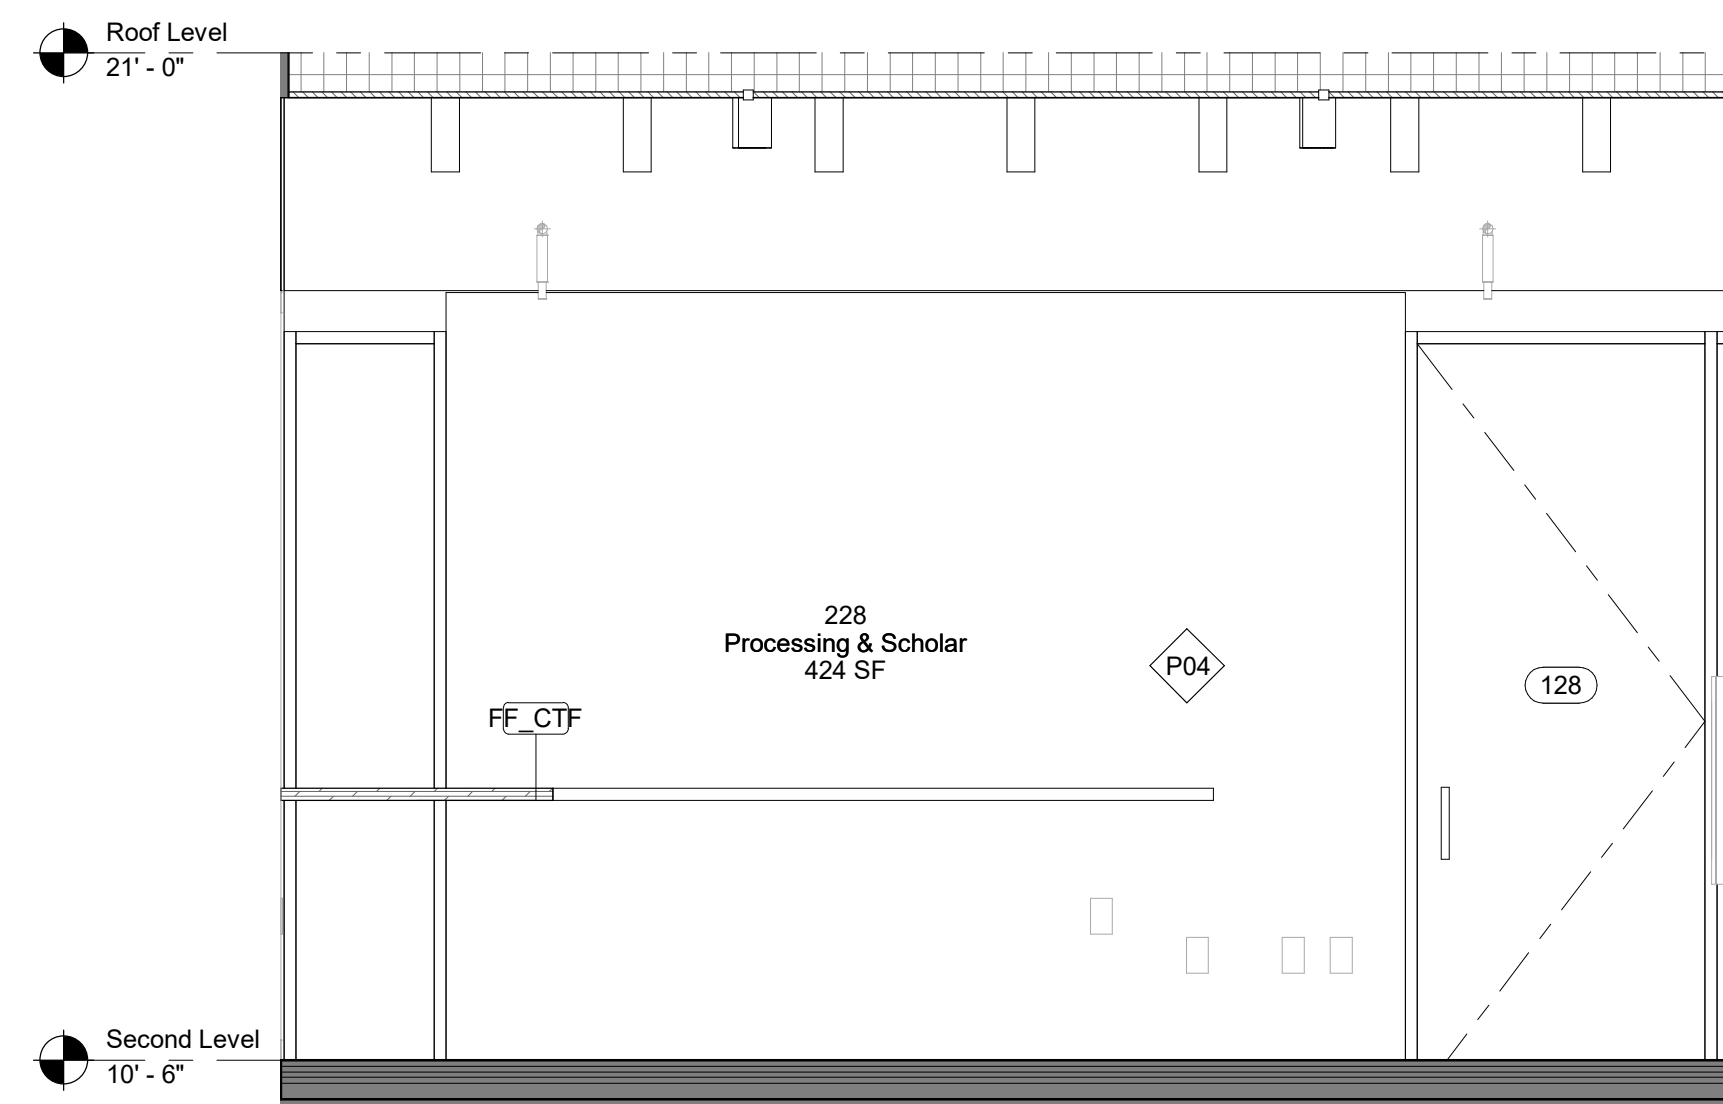 Roof Level
21' - 0"
228
Processing & Scholar
424 SF
P04
128
FF_CTF
Second Level
10' - 6"